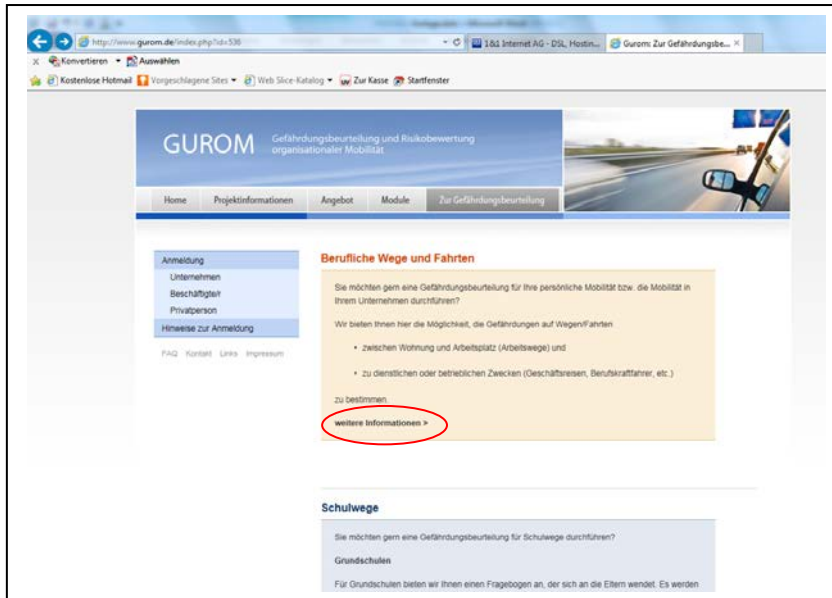 http://www.gurom.de/index.php?id=536
1&1 Internet AG - DSL, Hostin...
Gurom: Zur Gefährdungsbe... ×
x Konvertieren Auswählen
Kostenlose Hotmail Vorgeschlagene Sites Web Slice-Katalog Zur Kasse Startfenster
GUROM
Gefährdungsbeurteilung und Risikobewertung
organisationaler Mobilität
Home Projektinformationen Angebot Module Zur Gefährdungsbeurteilung
Anmeldung
Unternehmen
Beschäftigte/r
Privatperson
Hinweise zur Anmeldung
FAQ Kontakt Links Impressum
Berufliche Wege und Fahrten
Sie möchten gern eine Gefährdungsbeurteilung für Ihre persönliche Mobilität bzw. die Mobilität in
Ihrem Unternehmen durchführen?
Wir bieten Ihnen hier die Möglichkeit, die Gefährdungen auf Wegen/Fahrten
• zwischen Wohnung und Arbeitsplatz (Arbeitswege) und
• zu dienstlichen oder betrieblichen Zwecken (Geschäftsreisen, Berufskraftfahrer, etc.)
zu bestimmen.
weitere Informationen >
Schulwege
Sie möchten gern eine Gefährdungsbeurteilung für Schulwege durchführen?
Grundschulen
Für Grundschulen bieten wir Ihnen einen Fragebogen an, der sich an die Eltern wendet. Es werden